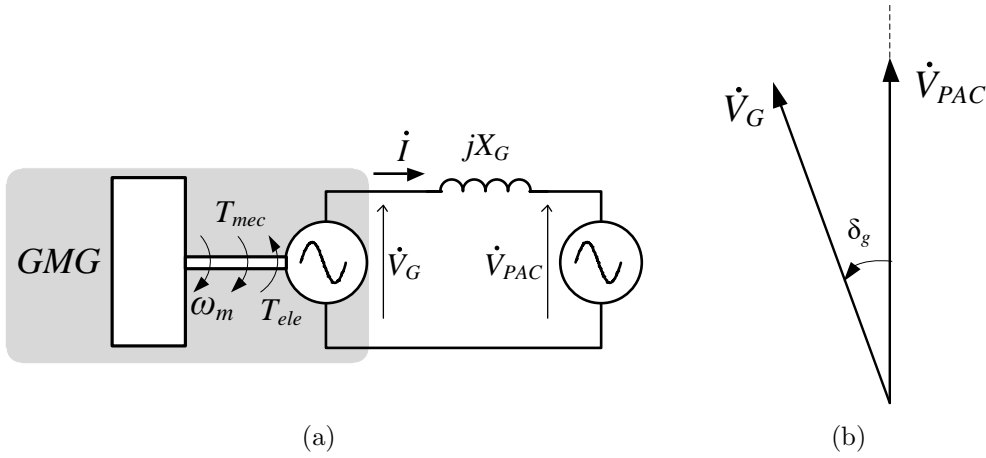 GMG
T_mec
ω_m
T_ele
İ
jX_G
V̇_G
V̇_PAC
(a)
V̇_G
V̇_PAC
δ_g
(b)